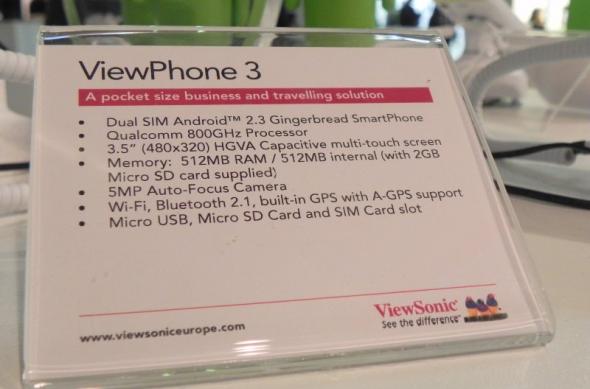 ViewPhone 3
A pocket size business and travelling solution
• Dual SIM Android™ 2.3 Gingerbread SmartPhone
• Qualcomm 800GHz Processor
• 3.5” (480x320) HGVA Capacitive multi-touch screen
• Memory: 512MB RAM / 512MB internal (with 2GB
Micro SD card supplied)
• 5MP Auto-Focus Camera
• Wi-Fi, Bluetooth 2.1, built-in GPS with A-GPS support
• Micro USB, Micro SD Card and SIM Card slot
ViewSonic®
See the difference™
www.viewsoniceurope.com